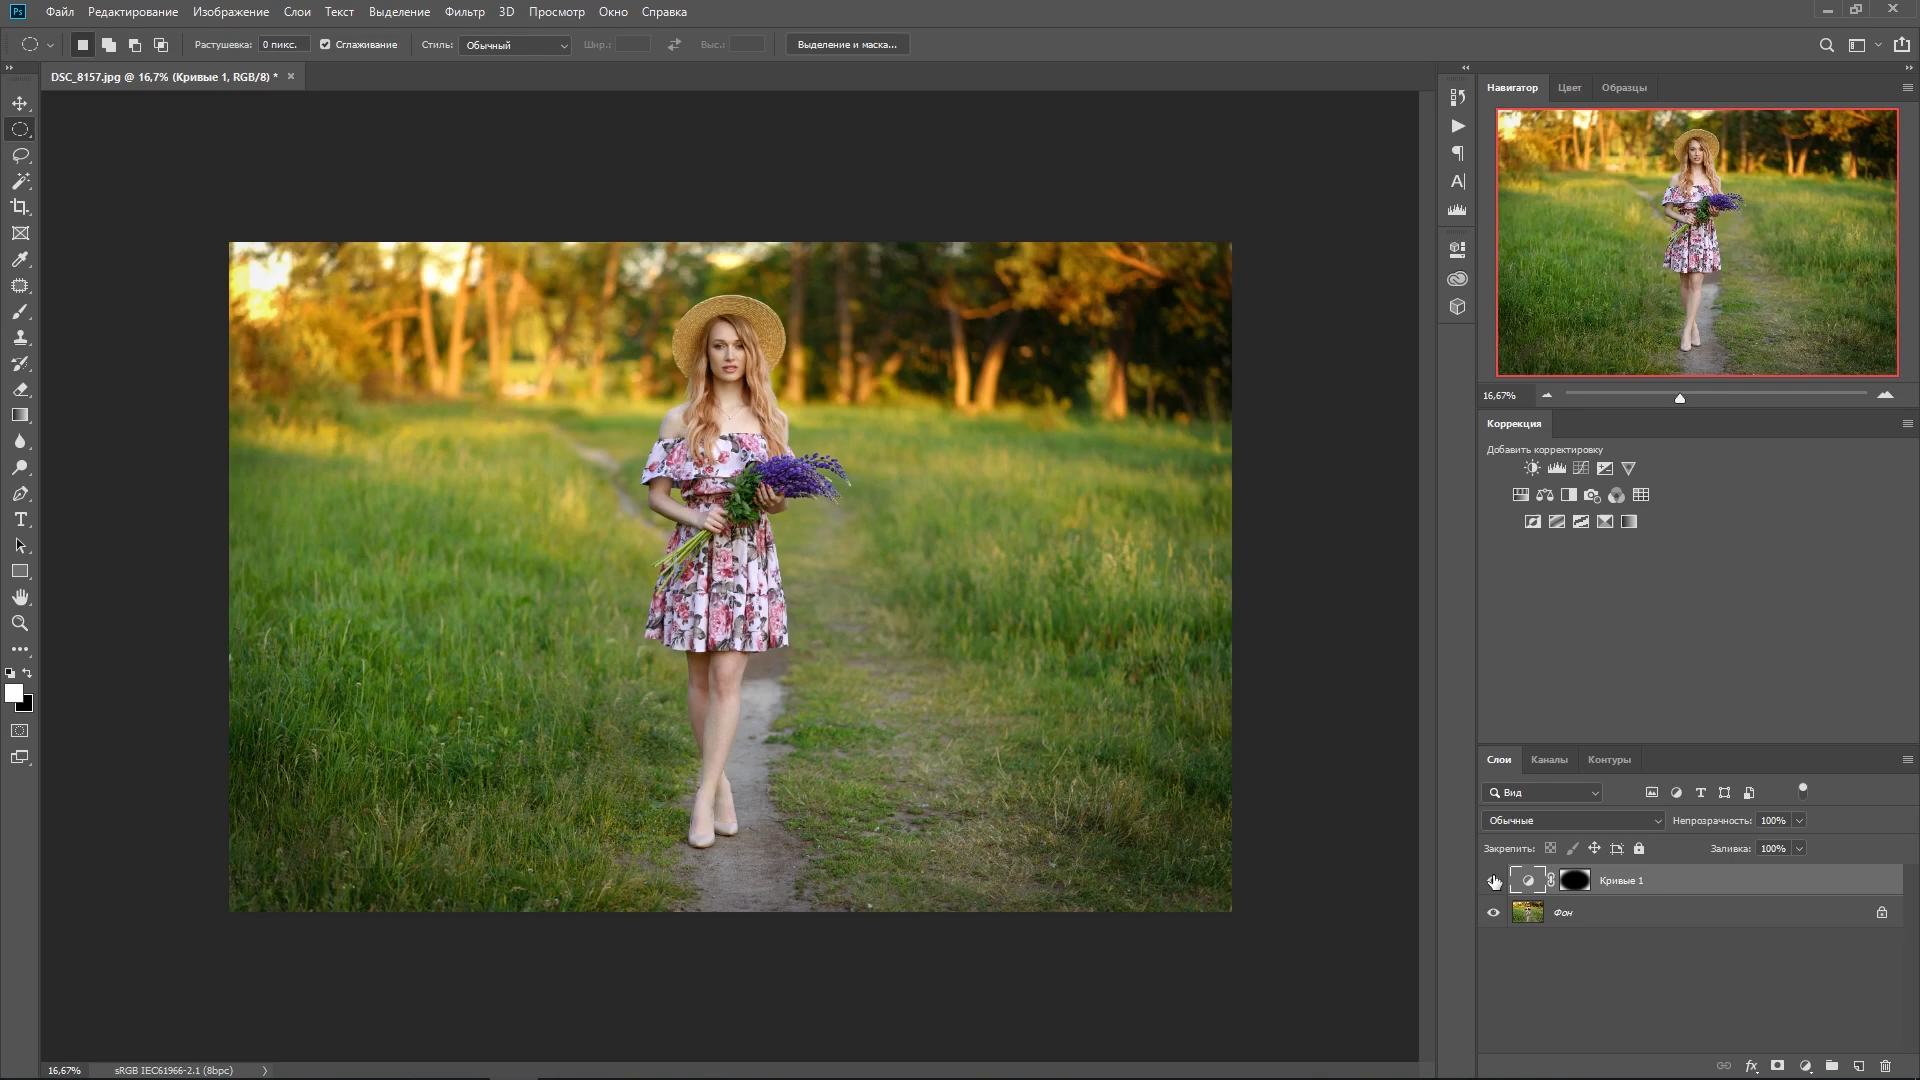 Ps Файл Редактирование Изображение Слои Текст Выделение Фильтр 3D Просмотр Окно Справка
Растушевка: 0 пикс. Сглаживание Стиль: Обычный Шир.: Выс.: Выделение и маска...
DSC_8157.jpg @ 16,7% (Кривые 1, RGB/8) * ×
Навигатор Цвет Образцы
16,67%
Коррекция
Добавить корректировку
Слои Каналы Контуры
Вид
Обычные Непрозрачность: 100%
Закрепить: Заливка: 100%
Кривые 1
Фон
fx
16,67% sRGB IEC61966-2.1 (8bpc)